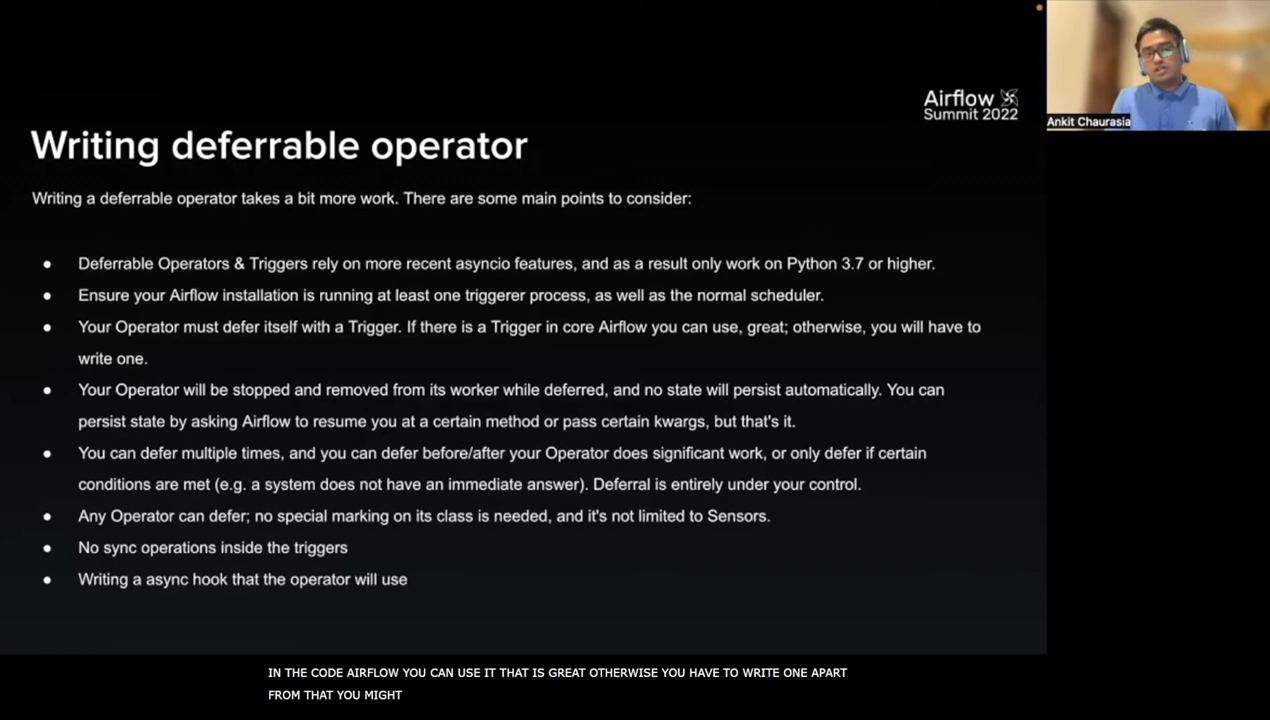 Airflow
Summit 2022
Ankit Chaurasia
Writing deferrable operator
Writing a deferrable operator takes a bit more work. There are some main points to consider:
● Deferrable Operators & Triggers rely on more recent asyncio features, and as a result only work on Python 3.7 or higher.
● Ensure your Airflow installation is running at least one triggerer process, as well as the normal scheduler.
● Your Operator must defer itself with a Trigger. If there is a Trigger in core Airflow you can use, great; otherwise, you will have to
write one.
● Your Operator will be stopped and removed from its worker while deferred, and no state will persist automatically. You can
persist state by asking Airflow to resume you at a certain method or pass certain kwargs, but that's it.
● You can defer multiple times, and you can defer before/after your Operator does significant work, or only defer if certain
conditions are met (e.g. a system does not have an immediate answer). Deferral is entirely under your control.
● Any Operator can defer; no special marking on its class is needed, and it's not limited to Sensors.
● No sync operations inside the triggers
● Writing a async hook that the operator will use
IN THE CODE AIRFLOW YOU CAN USE IT THAT IS GREAT OTHERWISE YOU HAVE TO WRITE ONE APART
FROM THAT YOU MIGHT